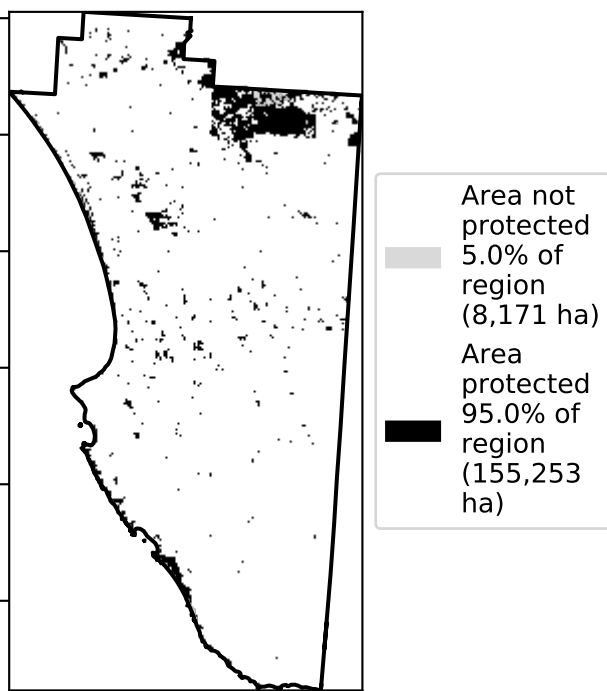 Area not
protected
5.0% of
region
(8,171 ha)
Area
protected
95.0% of
region
(155,253
ha)